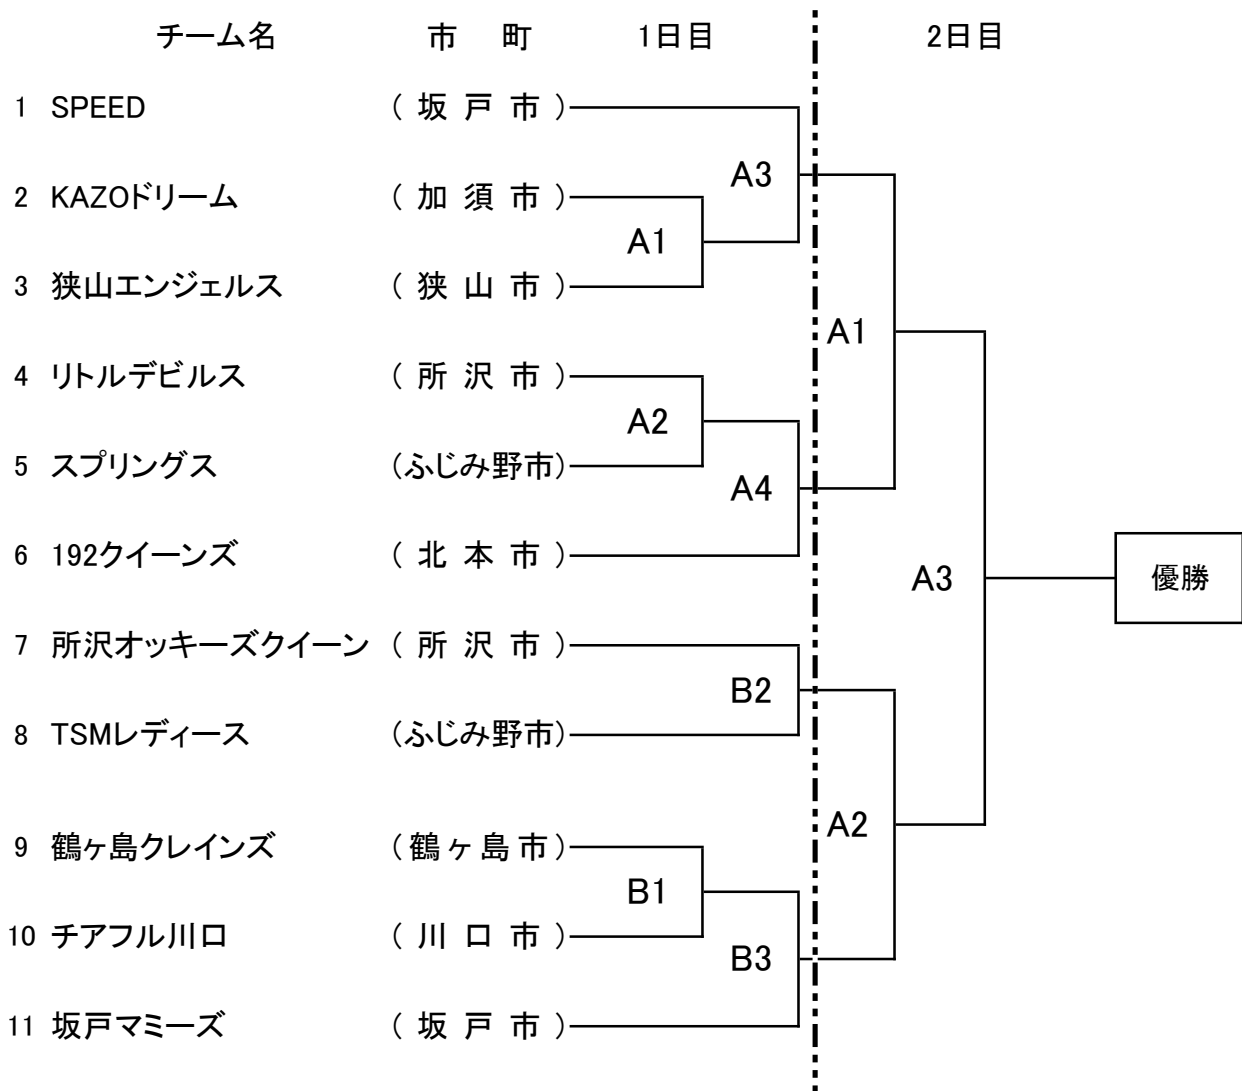 チーム名 市 町 1日目 2日目
1 SPEED ( 坂 戸 市 )
A3
2 KAZOドリーム ( 加 須 市 )
A1
3 狭山エンジェルス ( 狭 山 市 )
A1
4 リトルデビルス ( 所 沢 市 )
A2
5 スプリングス (ふじみ野市)
A4
6 192クイーンズ ( 北 本 市 )
A3 優勝
7 所沢オッキーズクイーン ( 所 沢 市 )
B2
8 TSMレディース (ふじみ野市)
A2
9 鶴ヶ島クレインズ ( 鶴 ヶ 島 市 )
B1
10 チアフル川口 ( 川 口 市 )
B3
11 坂戸マミーズ ( 坂 戸 市 )